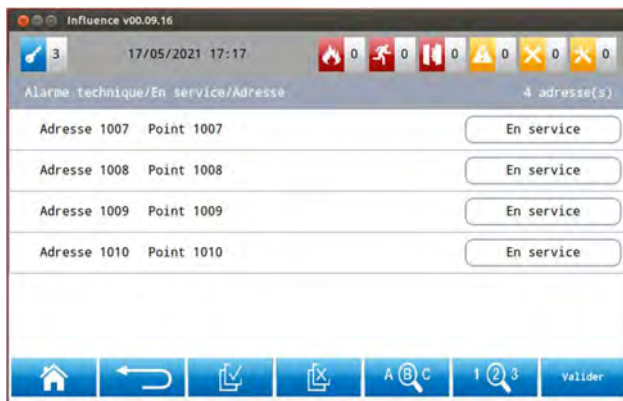 Influence v00.09.16
3 17/05/2021 17:17 0 0 0 0 0 0
Alarme technique/En service/Adresse 4 adresse(s)
Adresse 1007 Point 1007 En service
Adresse 1008 Point 1008 En service
Adresse 1009 Point 1009 En service
Adresse 1010 Point 1010 En service
A B C 1 2 3 Valider